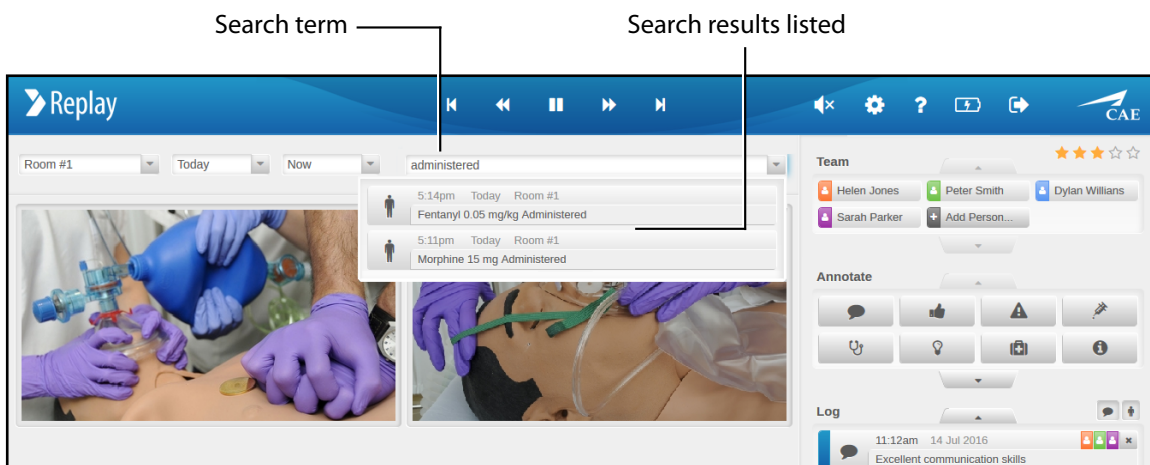 Search term
Search results listed
Replay
CAE
Room #1
Today
Now
administered
5:14pm Today Room #1
Fentanyl 0.05 mg/kg Administered
5:11pm Today Room #1
Morphine 15 mg Administered
Team
Helen Jones
Peter Smith
Dylan Willians
Sarah Parker
Add Person...
Annotate
Log
11:12am 14 Jul 2016
Excellent communication skills